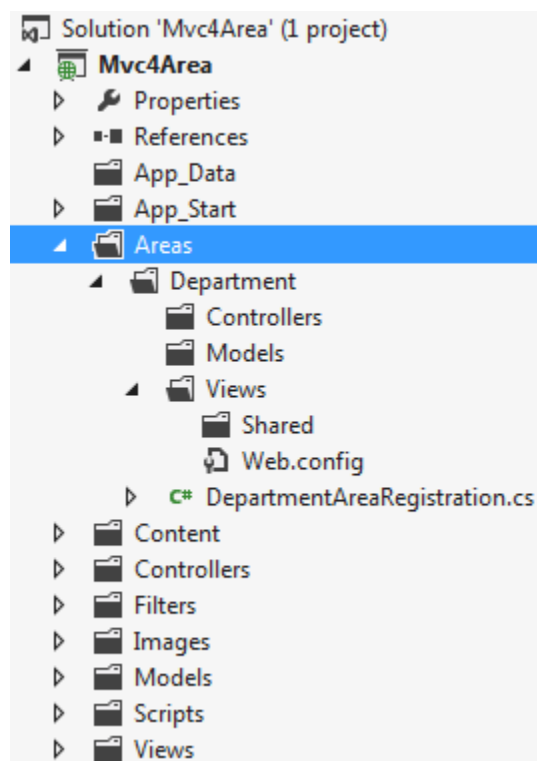 Solution 'Mvc4Area' (1 project)
Mvc4Area
Properties
References
App_Data
App_Start
Areas
Department
Controllers
Models
Views
Shared
Web.config
C# DepartmentAreaRegistration.cs
Content
Controllers
Filters
Images
Models
Scripts
Views